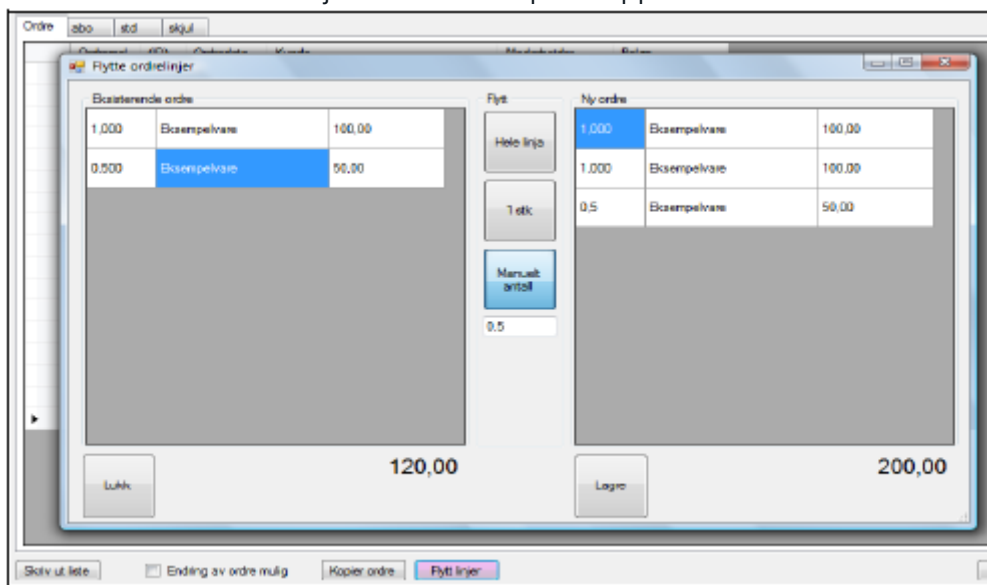 Ordre abo std skjul
Flytte ordrelinjer
Eksisterende ordre
1,000 Eksempelvare 100,00
0.500 Eksempelvare 50.00
Flytt
Hele linja
1 stk
Manuelt
antall
0.5
Ny ordre
1,000 Eksempelvare 100,00
1.000 Eksempelvare 100.00
0,5 Eksempelvare 50,00
120,00
200,00
Lukk
Lagre
Skriv ut liste Endring av ordre mulig Kopier ordre Flytt linjer